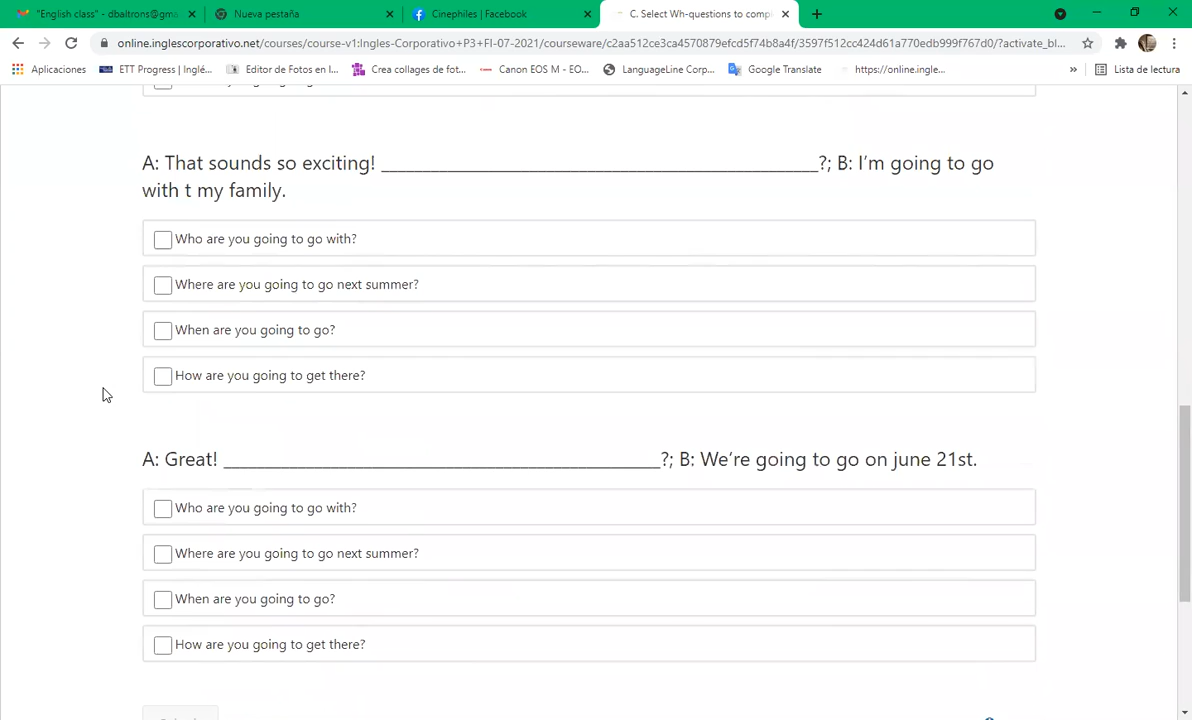 "English class" - dbaitrons@gma
Nueva pestaña
Cinephiles | Facebook
C. Select Wh-questions to compl
online.inglescorporativo.net/courses/course-v1:Ingles-Corporativo+P3+FI-07-2021/courseware/c2aa512ce3ca4570879efcd5f74b8a4f/3597f512cc424d61a770edb999f767d0/?activate_bl...
Aplicaciones
ETT Progress | Inglé...
Editor de Fotos en l...
Crea collages de fot...
Canon EOS M - EO...
LanguageLine Corp...
Google Translate
https://online.ingle...
»
Lista de lectura
A: That sounds so exciting! ______________________________________________?; B: I'm going to go
with t my family.
Who are you going to go with?
Where are you going to go next summer?
When are you going to go?
How are you going to get there?
A: Great! ______________________________________________?; B: We're going to go on june 21st.
Who are you going to go with?
Where are you going to go next summer?
When are you going to go?
How are you going to get there?